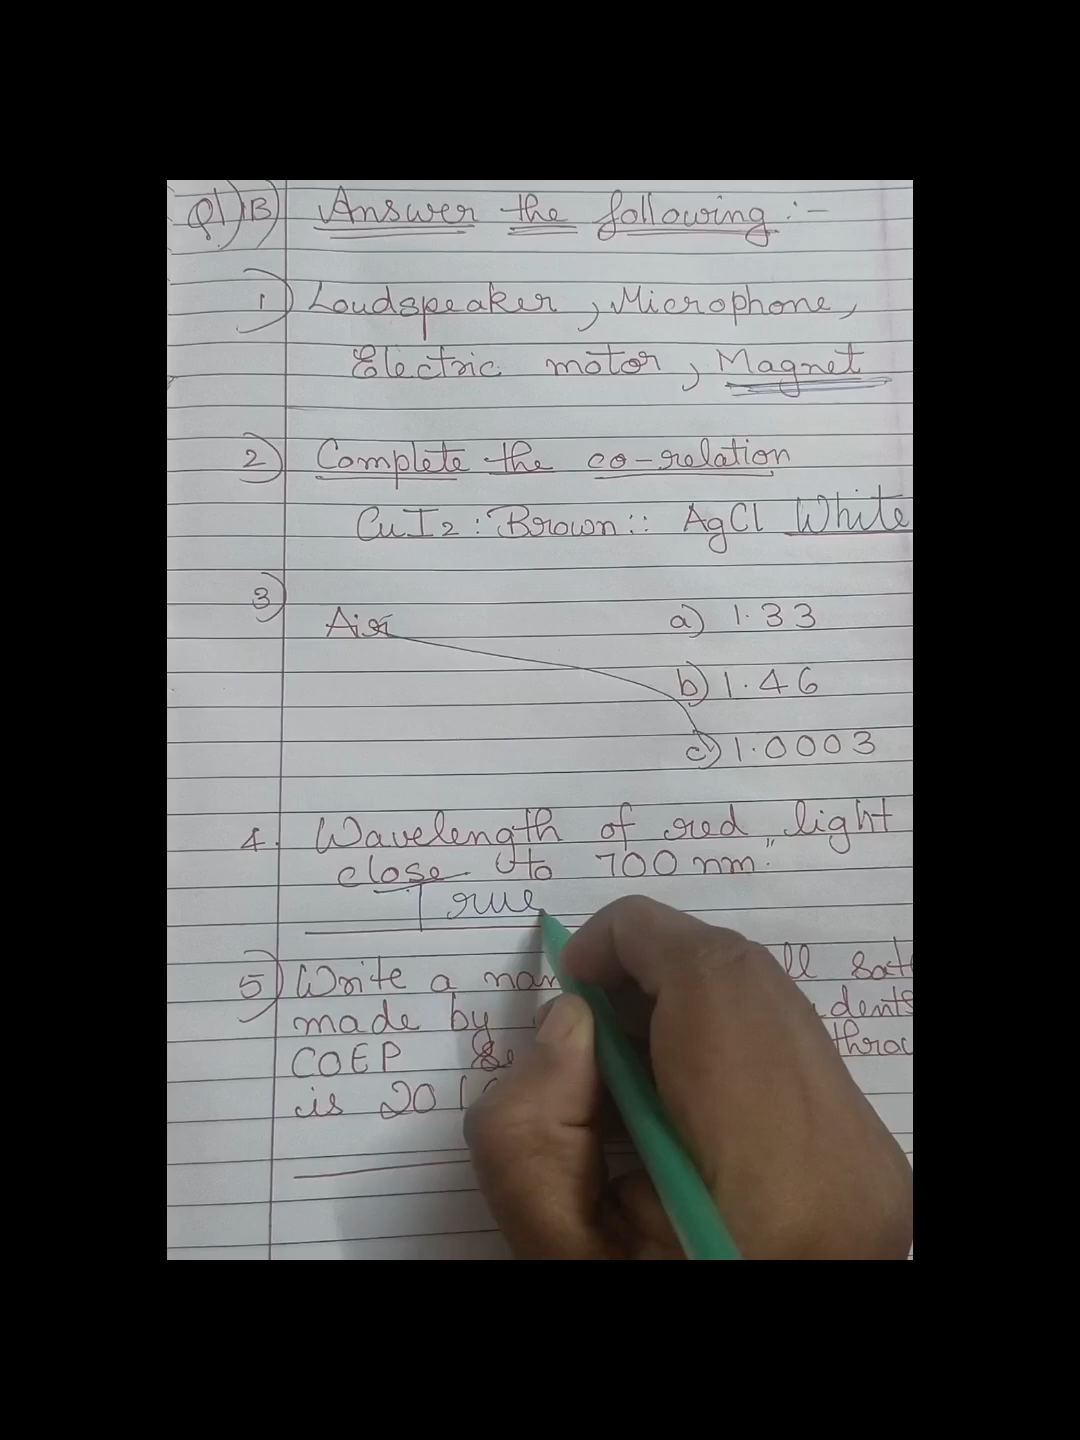 Q1) B) Answer the following :-
1) Loudspeaker, Microphone,
Electric motor, Magnet
2) Complete the co-relation
CuI2 : Brown :: AgCl White
3)
Air a) 1.33
b) 1.46
c) 1.0003
4. Wavelength of red light
close to 700 nm."
True
5) Write a
made by
COEP
is